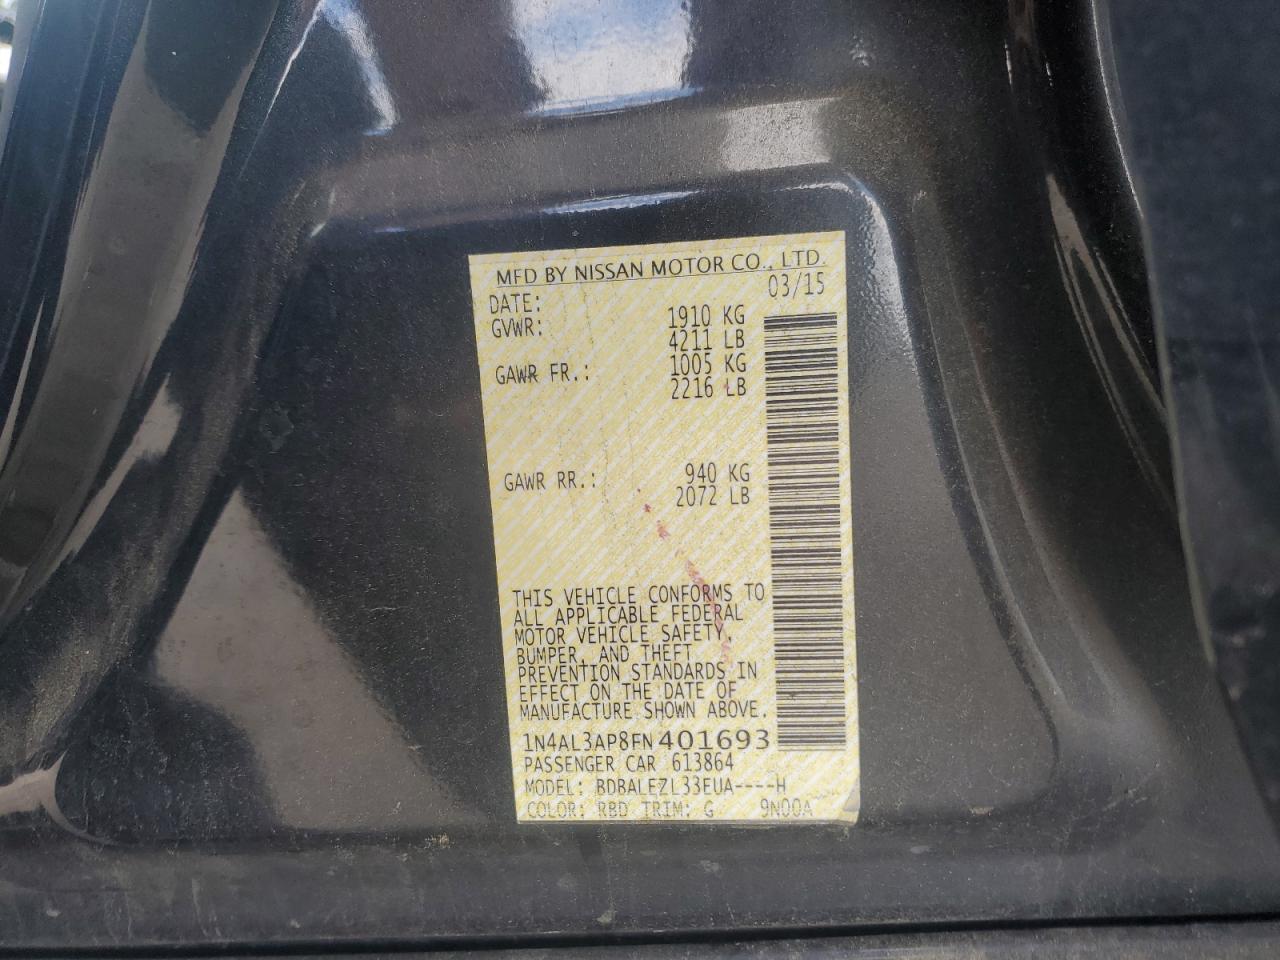 MFD BY NISSAN MOTOR CO., LTD.
DATE: 03/15
GVWR: 1910 KG
4211 LB
GAWR FR.: 1005 KG
2216 LB
GAWR RR.: 940 KG
2072 LB
THIS VEHICLE CONFORMS TO
ALL APPLICABLE FEDERAL
MOTOR VEHICLE SAFETY,
BUMPER, AND THEFT
PREVENTION STANDARDS IN
EFFECT ON THE DATE OF
MANUFACTURE SHOWN ABOVE.
1N4AL3AP8FN401693
PASSENGER CAR 613864
MODEL: BDBALEZL33EUA----H
COLOR: RBD TRIM: G 9N00A